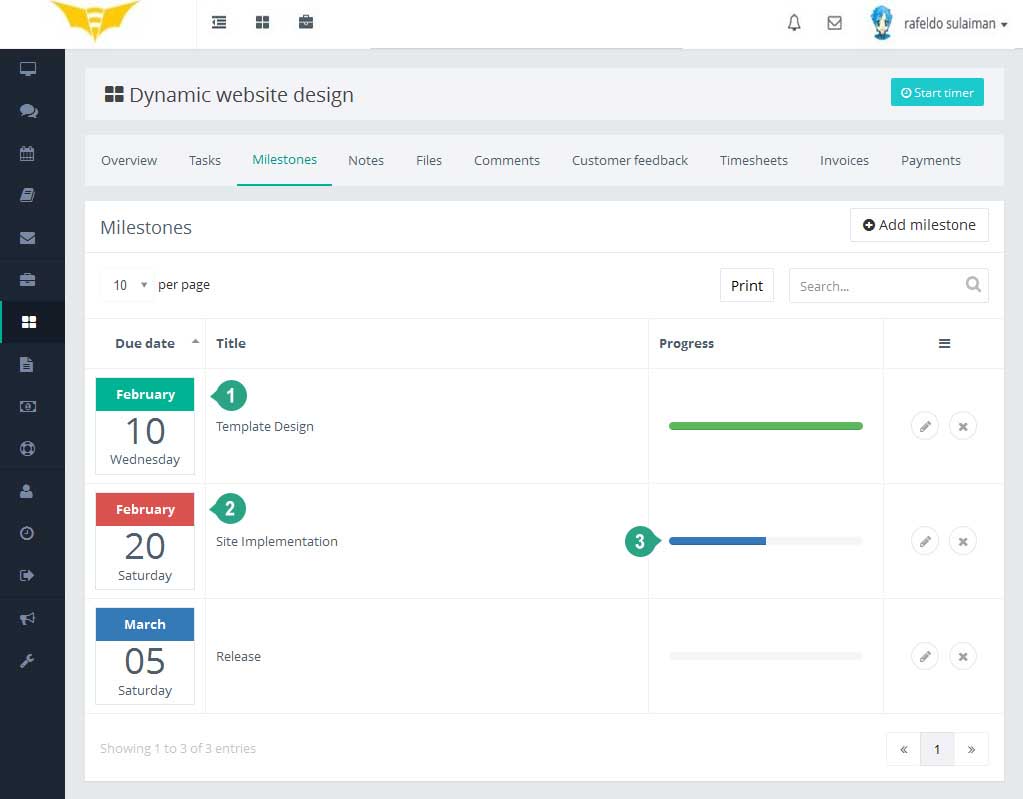 rafeldo sulaiman
Dynamic website design
Start timer
Overview Tasks Milestones Notes Files Comments Customer feedback Timesheets Invoices Payments
Milestones
Add milestone
10 per page
Print
Search...
Due date Title Progress
February
1
10
Template Design
Wednesday
February
2
20
Site Implementation
3
Saturday
March
05
Release
Saturday
Showing 1 to 3 of 3 entries
« 1 »